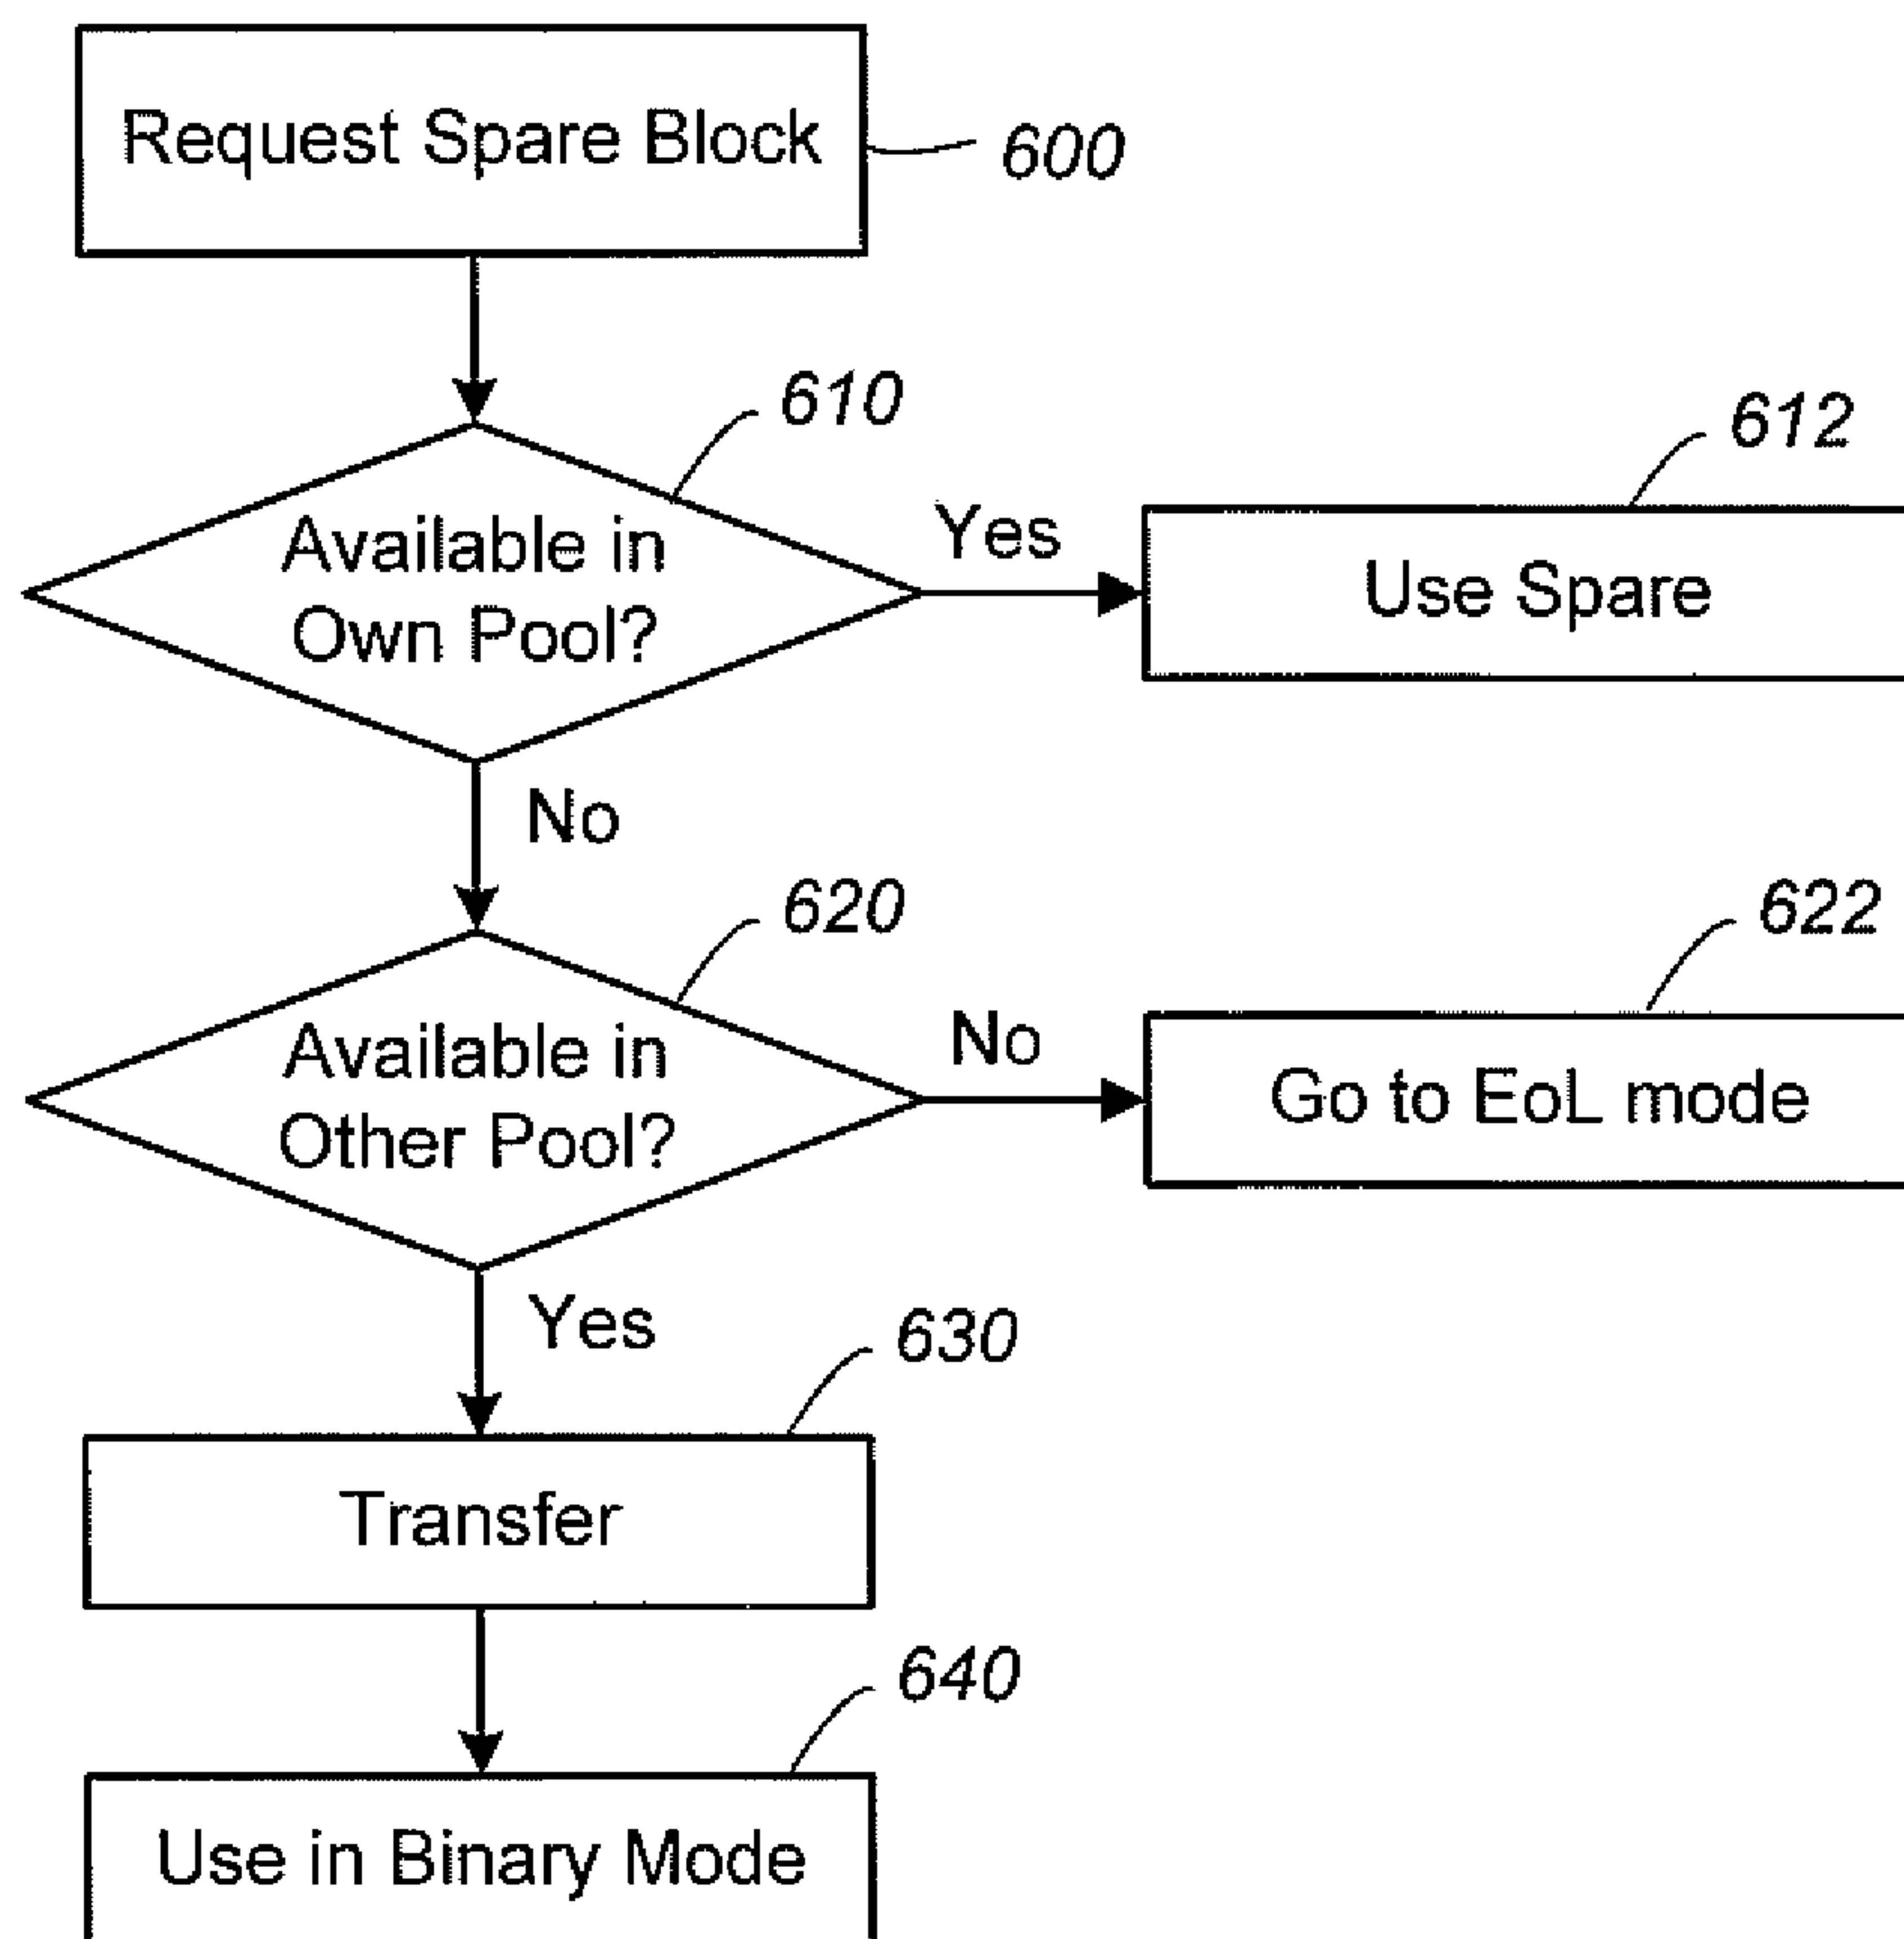 Request Spare Block
600
610
612
Available in
Own Pool?
Yes
Use Spare
No
620
622
Available in
Other Pool?
No
Go to EoL mode
Yes
630
Transfer
640
Use in Binary Mode